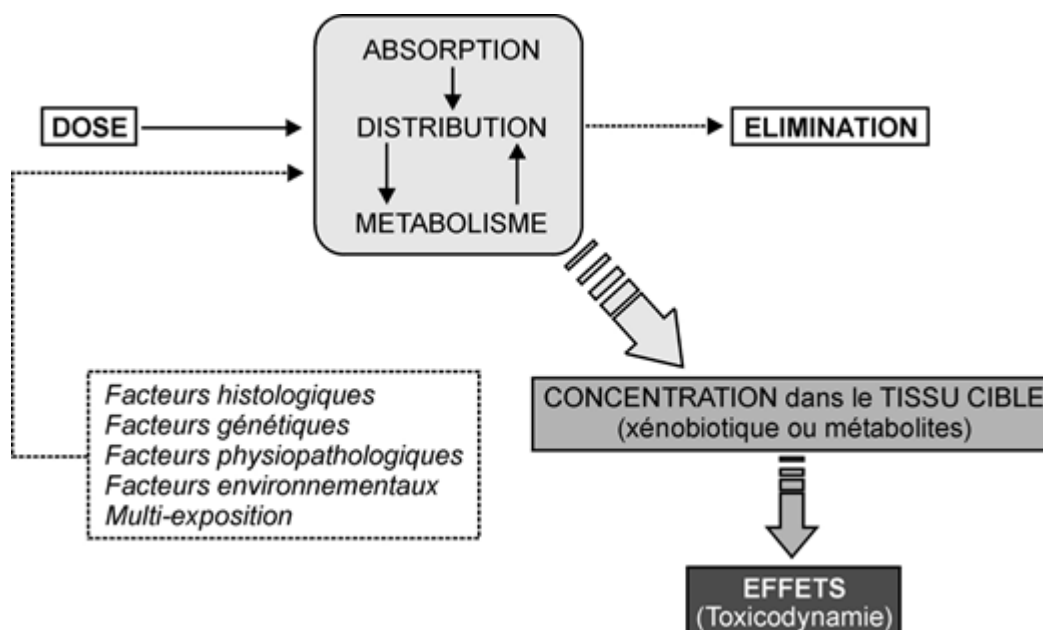 ABSORPTION
DOSE
DISTRIBUTION
ELIMINATION
METABOLISME
Facteurs histologiques
Facteurs génétiques
Facteurs physiopathologiques
Facteurs environnementaux
Multi-exposition
CONCENTRATION dans le TISSU CIBLE
(xénobiotique ou métabolites)
EFFETS
(Toxicodynamie)